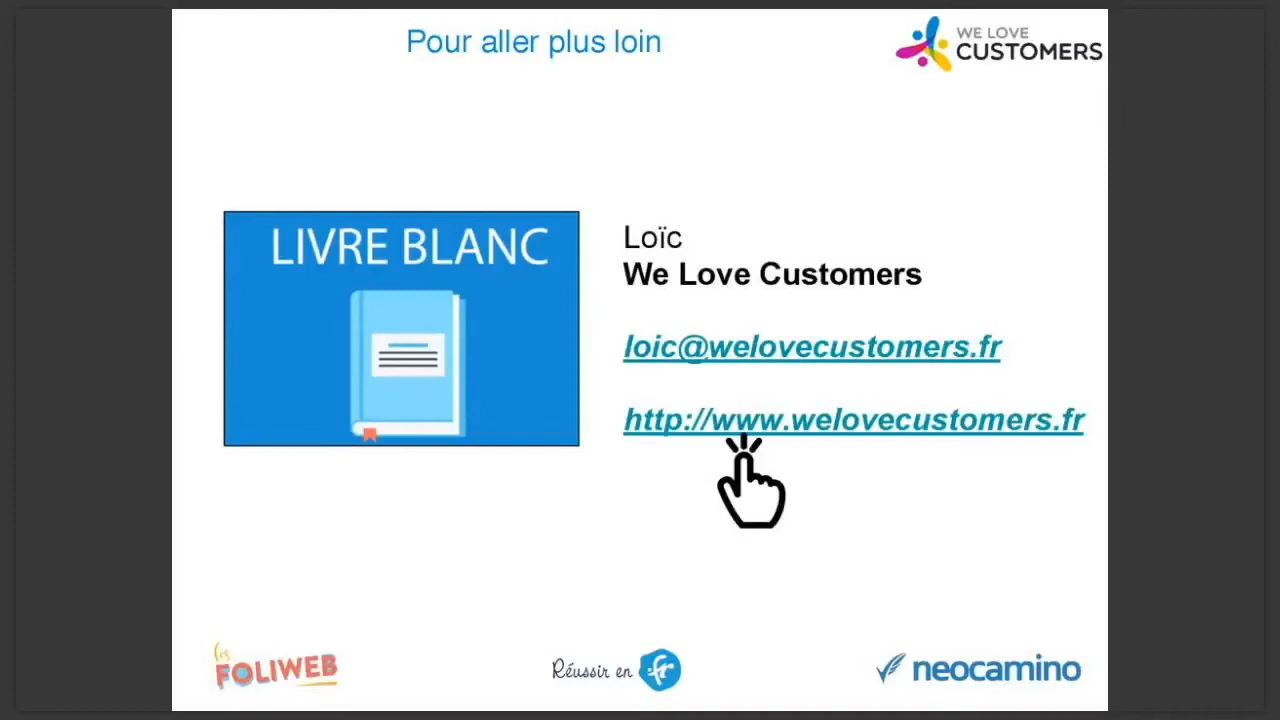 Pour aller plus loin
WE LOVE
CUSTOMERS
LIVRE BLANC
Loïc
We Love Customers
loic@welovecustomers.fr
http://www.welovecustomers.fr
les
FOLIWEB
Réussir en .fr
neocamino